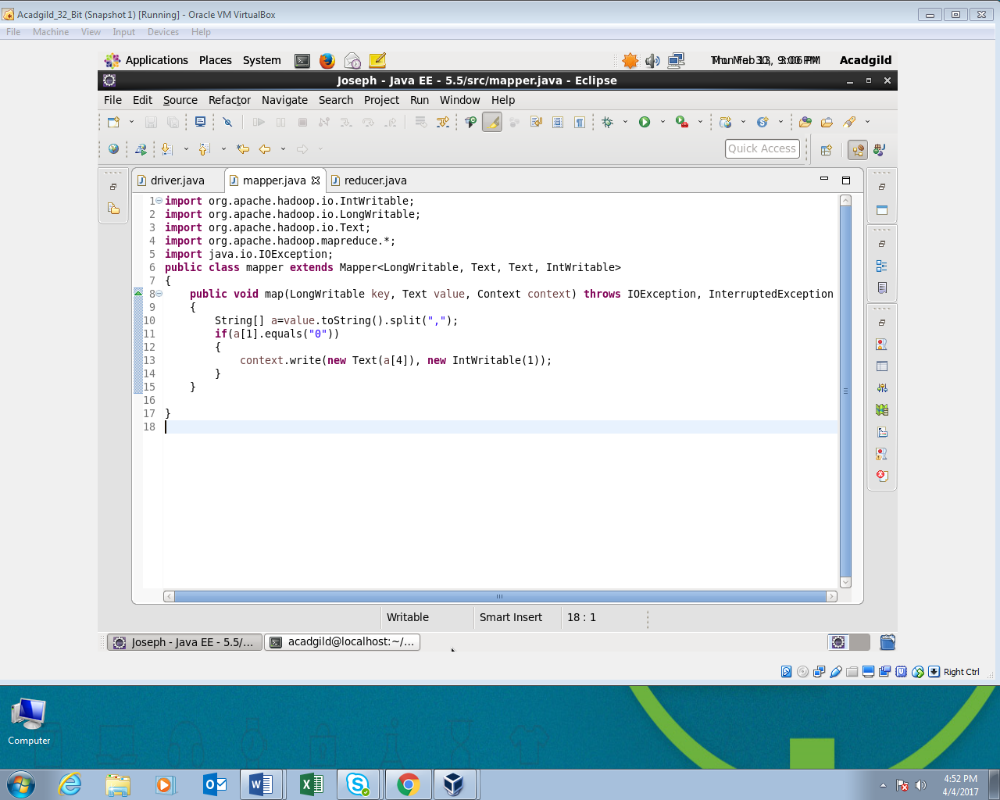 Acadgild_32_Bit (Snapshot 1) [Running] - Oracle VM VirtualBox
File Machine View Input Devices Help
Applications Places System
Acadgild
Joseph - Java EE - 5.5/src/mapper.java - Eclipse
File Edit Source Refactor Navigate Search Project Run Window Help
Quick Access
driver.java mapper.java reducer.java
1 import org.apache.hadoop.io.IntWritable;
2 import org.apache.hadoop.io.LongWritable;
3 import org.apache.hadoop.io.Text;
4 import org.apache.hadoop.mapreduce.*;
5 import java.io.IOException;
6 public class mapper extends Mapper<LongWritable, Text, Text, IntWritable>
7 {
8 public void map(LongWritable key, Text value, Context context) throws IOException, InterruptedException
9 {
10 String[] a=value.toString().split(",");
11 if(a[1].equals("0"))
12 {
13 context.write(new Text(a[4]), new IntWritable(1));
14 }
15 }
16
17 }
18
Writable Smart Insert 18 : 1
Joseph - Java EE - 5.5/... acadgild@localhost:~/...
Right Ctrl
Computer
4:52 PM
4/4/2017